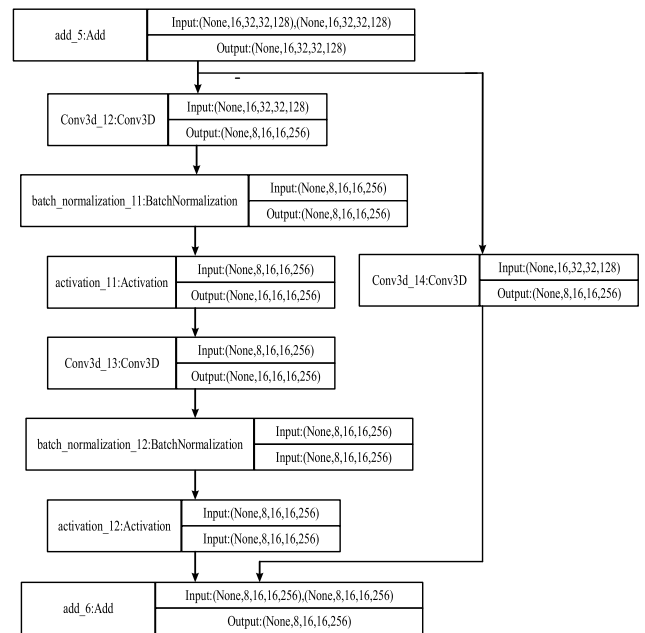 add_5:Add
Input:(None,16,32,32,128),(None,16,32,32,128)
Output:(None,16,32,32,128)
Conv3d_12:Conv3D
Input:(None,16,32,32,128)
Output:(None,8,16,16,256)
batch_normalization_11:BatchNormalization
Input:(None,8,16,16,256)
Output:(None,8,16,16,256)
activation_11:Activation
Input:(None,8,16,16,256)
Output:(None,16,16,16,256)
Conv3d_14:Conv3D
Input:(None,16,32,32,128)
Output:(None,8,16,16,256)
Conv3d_13:Conv3D
Input:(None,8,16,16,256)
Output:(None,16,16,16,256)
batch_normalization_12:BatchNormalization
Input:(None,8,16,16,256)
Input:(None,8,16,16,256)
activation_12:Activation
Input:(None,8,16,16,256)
Input:(None,8,16,16,256)
add_6:Add
Input:(None,8,16,16,256),(None,8,16,16,256)
Output:(None,8,16,16,256)